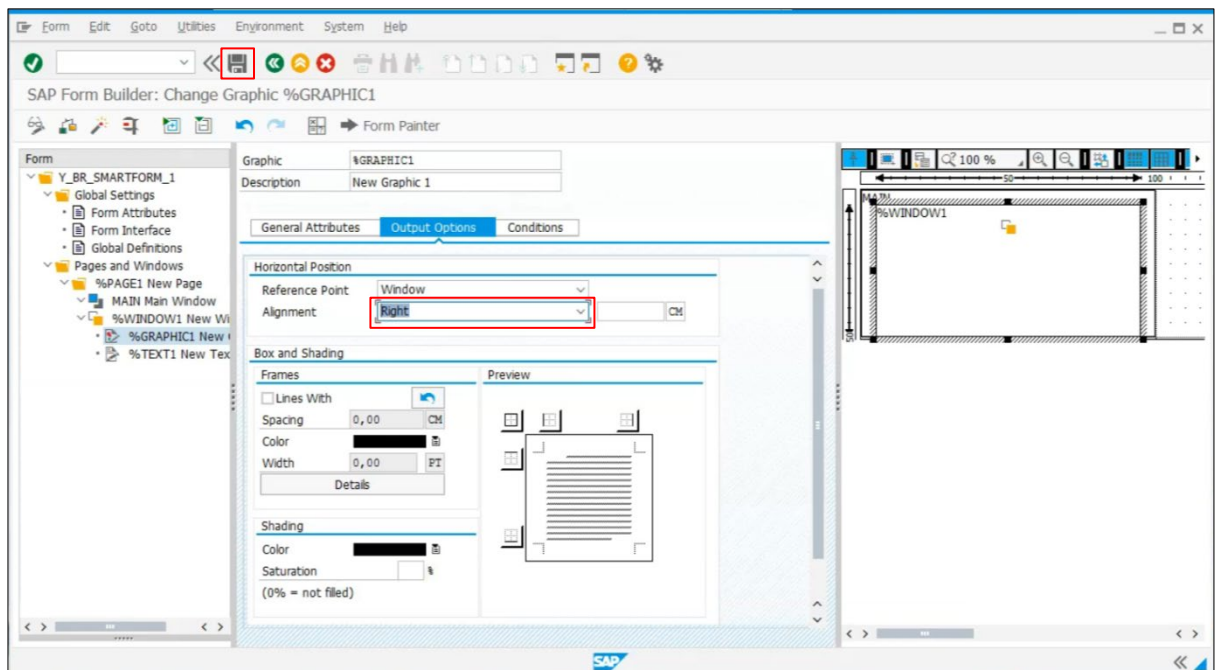 Form Edit Goto Utilities Environment System Help
SAP Form Builder: Change Graphic %GRAPHIC1
Form Painter
Form
Y_BR_SMARTFORM_1
Global Settings
Form Attributes
Form Interface
Global Definitions
Pages and Windows
%PAGE1 New Page
MAIN Main Window
%WINDOW1 New Wi
%GRAPHIC1 New
%TEXT1 New Tex
Graphic %GRAPHIC1
Description New Graphic 1
General Attributes Output Options Conditions
Horizontal Position
Reference Point Window
Alignment Right CM
Box and Shading
Frames Preview
Lines With
Spacing 0,00 CM
Color
Width 0,00 PT
Details
Shading
Color
Saturation %
(0% = not filled)
100 %
50 100
MAIN
%WINDOW1
50
SAP